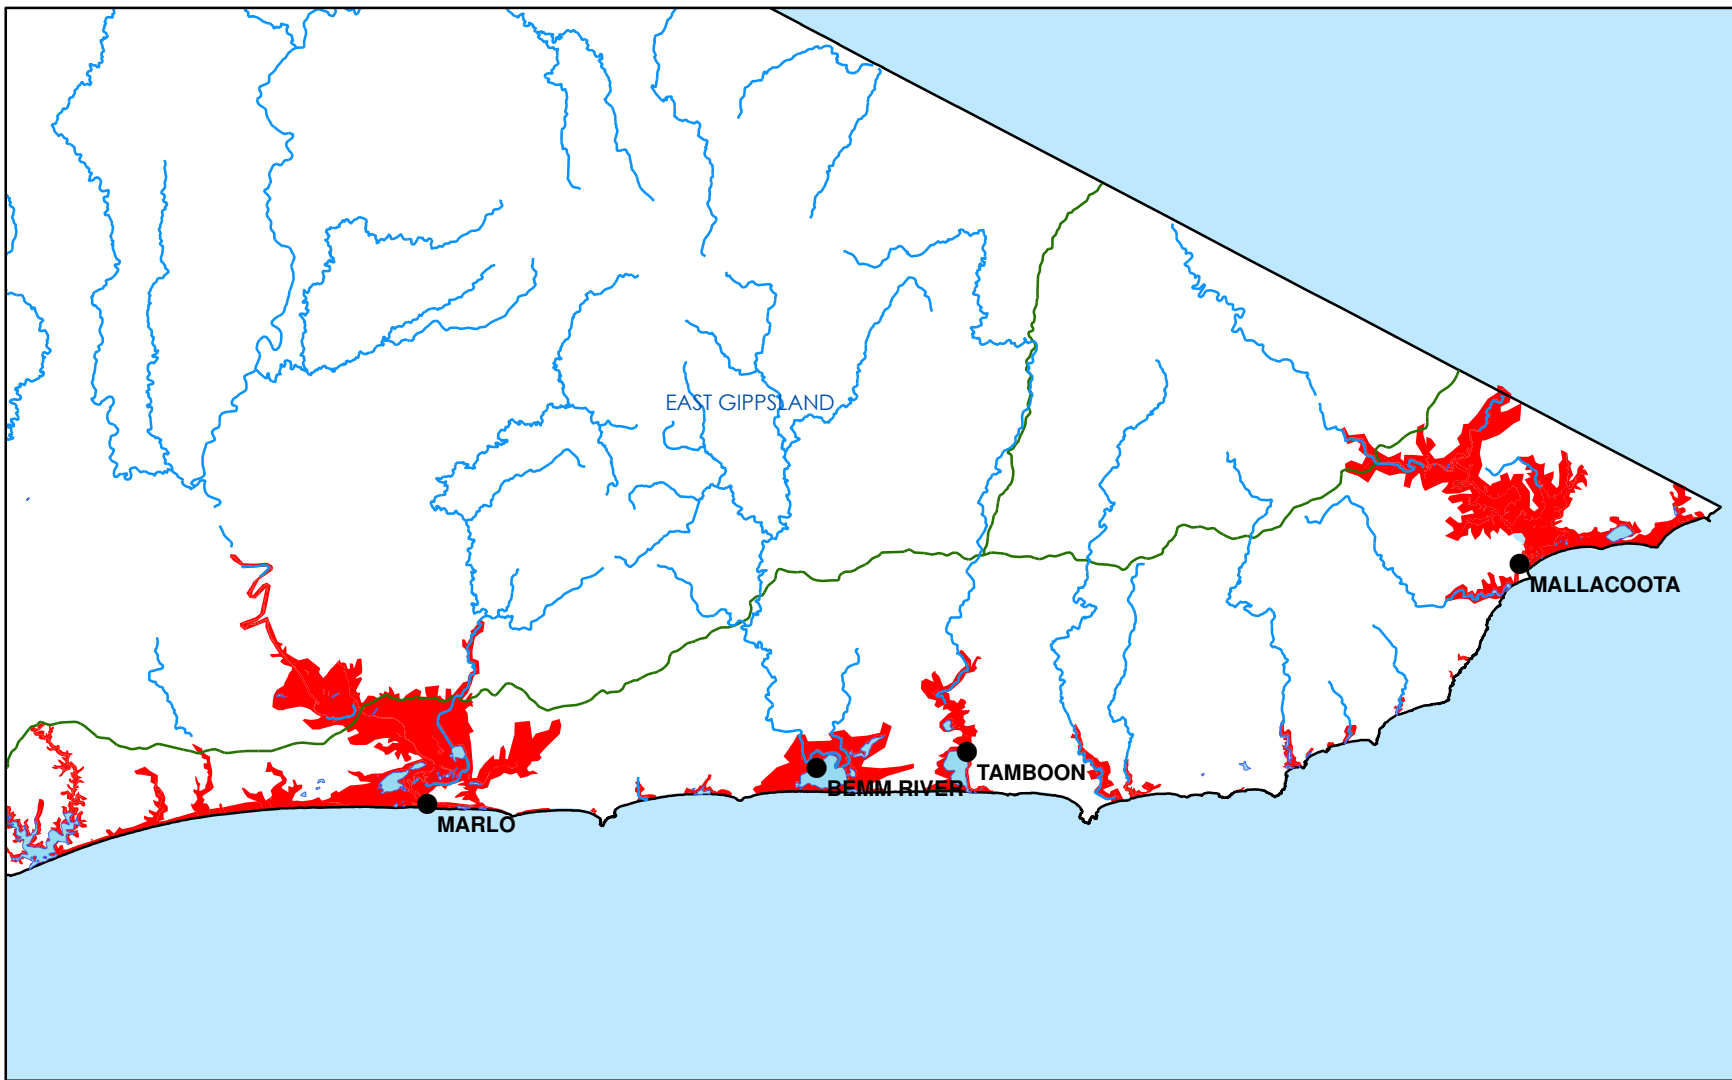 EAST GIPPSLAND
MALLACOOTA
TAMBOON
BEMM RIVER
MARLO